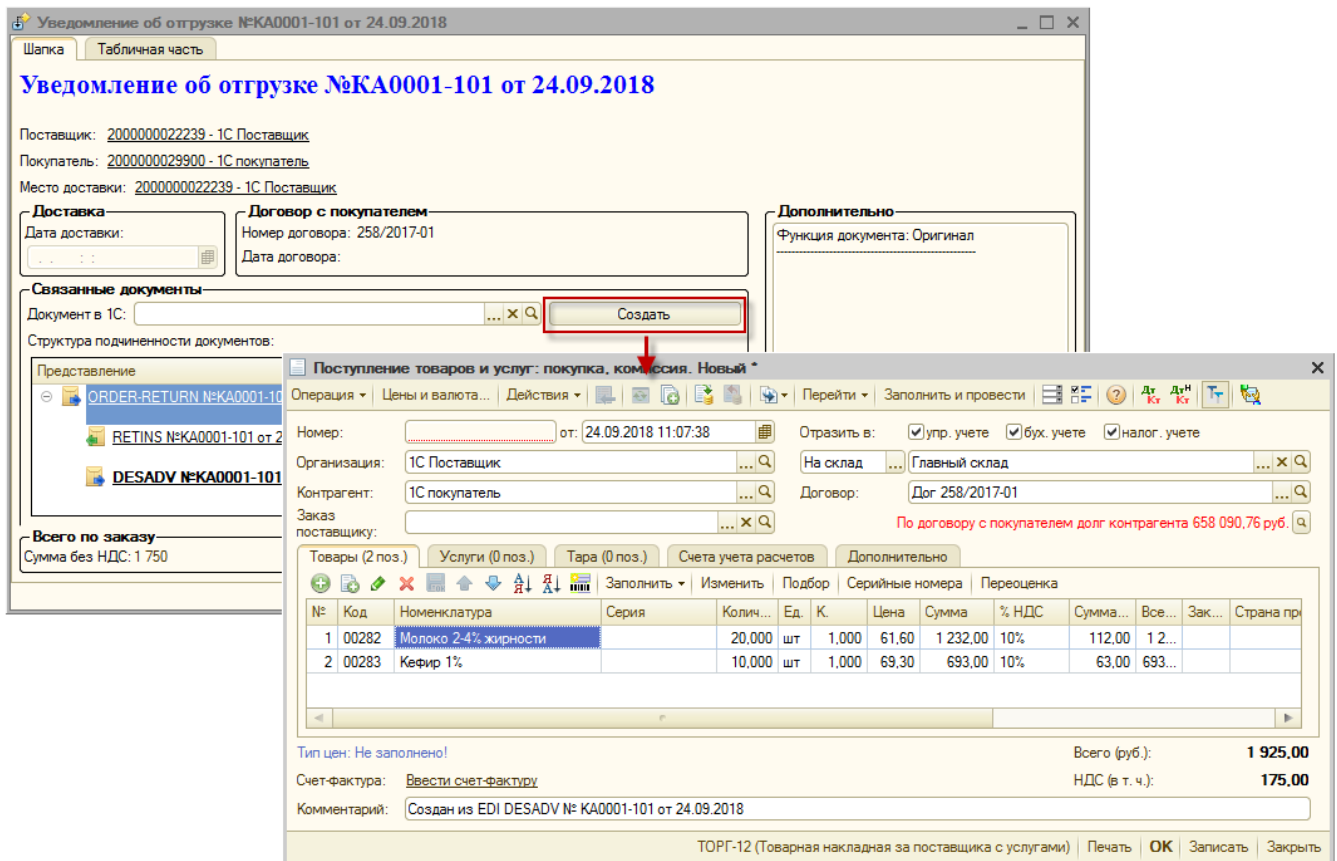 Уведомление об отгрузке №КА0001-101 от 24.09.2018
Шапка Табличная часть
Уведомление об отгрузке №КА0001-101 от 24.09.2018
Поставщик: 2000000022239 - 1С Поставщик
Покупатель: 2000000029900 - 1С покупатель
Место доставки: 2000000022239 - 1С Поставщик
Доставка Договор с покупателем Дополнительно
Дата доставки: Номер договора: 258/2017-01 Функция документа: Оригинал
. . : : Дата договора: ------------------------------------------------------
Связанные документы
Документ в 1С: ... Создать
Структура подчиненности документов:
Представление
ORDER-RETURN №КА0001-10
RETINS №КА0001-101 от 2
DESADV №КА0001-101
Всего по заказу
Сумма без НДС: 1 750
Поступление товаров и услуг: покупка, комиссия. Новый *
Операция Цены и валюта... Действия Перейти Заполнить и провести ? Дт Кт Дт Н Кт
Номер: от: 24.09.2018 11:07:38 Отразить в: упр. учете бух. учете налог. учете
Организация: 1С Поставщик ... На склад ... Главный склад ...
Контрагент: 1С покупатель ... Договор: Дог 258/2017-01 ...
Заказ
поставщику: ... По договору с покупателем долг контрагента 658 090,76 руб.
Товары (2 поз.) Услуги (0 поз.) Тара (0 поз.) Счета учета расчетов Дополнительно
Заполнить Изменить Подбор Серийные номера Переоценка
№ Код Номенклатура Серия Колич... Ед. К. Цена Сумма % НДС Сумма... Все... Зак... Страна про
1 00282 Молоко 2-4% жирности 20,000 шт 1,000 61,60 1 232,00 10% 112,00 1 2...
2 00283 Кефир 1% 10,000 шт 1,000 69,30 693,00 10% 63,00 693...
Тип цен: Не заполнено! Всего (руб.): 1 925,00
Счет-фактура: Ввести счет-фактуру НДС (в т. ч.): 175,00
Комментарий: Создан из EDI DESADV № КА0001-101 от 24.09.2018
ТОРГ-12 (Товарная накладная за поставщика с услугами) Печать ОК Записать Закрыть